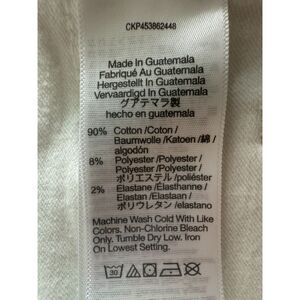 CKP453862448
Made In Guatemala
Fabriqué Au Guatemala
Hergestellt In Guatemala
Vervaardigd In Guatemala
グアテマラ製
hecho en guatemala
90% Cotton /Coton/
Baumwolle /Katoen /綿 /
algodón
8% Polyester /Polyester /
Polyester /Polyester /
ポリエステル /poliéster
2% Elastane /Élasthanne /
Elastan /Elastaan /
ポリウレタン /elastano
Machine Wash Cold With Like
Colors. Non-Chlorine Bleach
Only. Tumble Dry Low. Iron
On Lowest Setting.
30